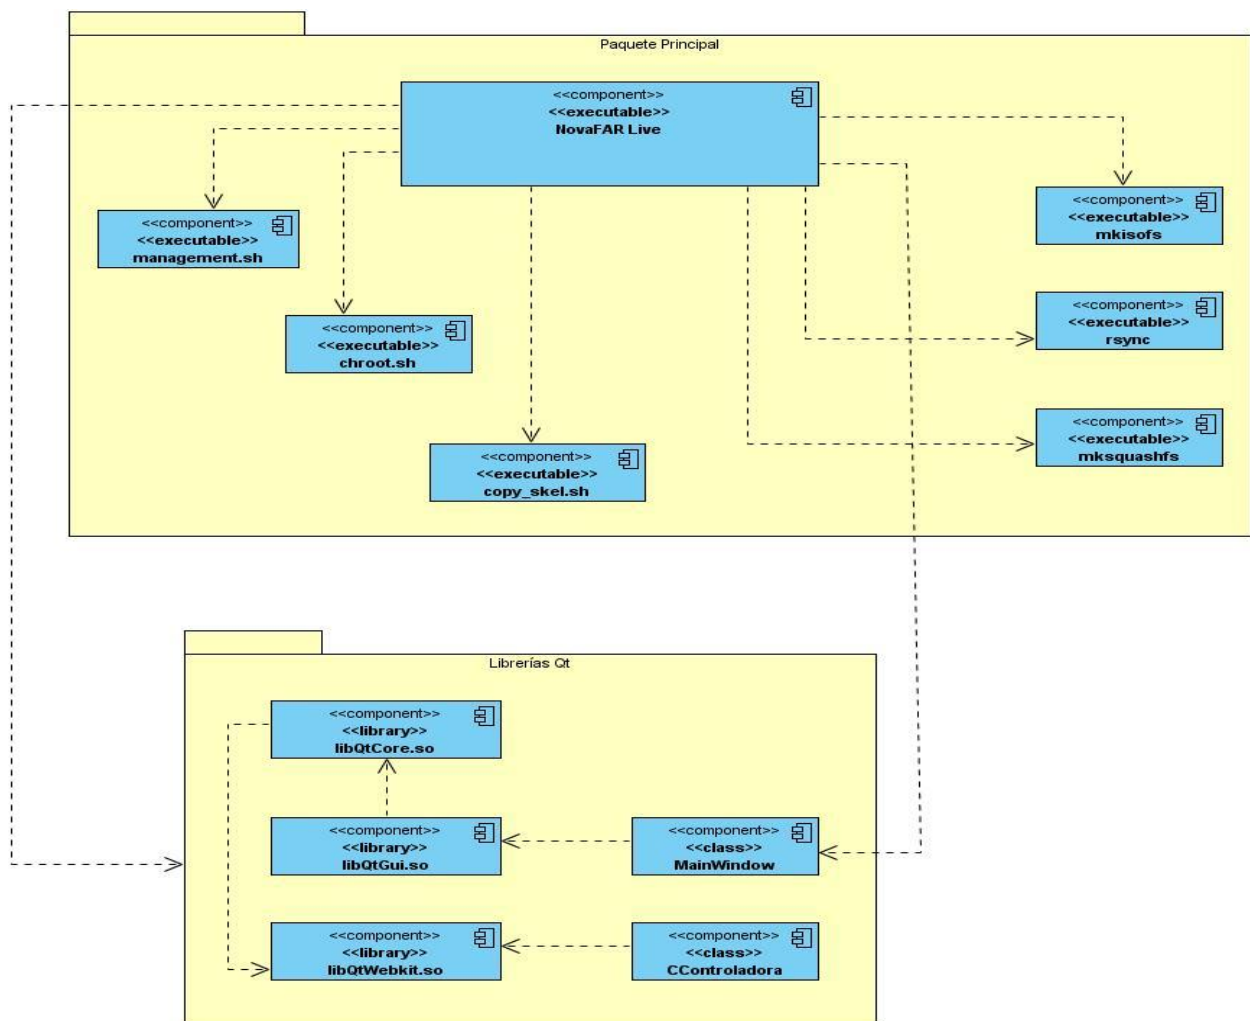 Paquete Principal
<<component>>
<<executable>>
NovaFAR Live
<<component>>
<<executable>>
management.sh
<<component>>
<<executable>>
mkisofs
<<component>>
<<executable>>
chroot.sh
<<component>>
<<executable>>
rsync
<<component>>
<<executable>>
copy_skel.sh
<<component>>
<<executable>>
mksquashfs
Librerías Qt
<<component>>
<<library>>
libQtCore.so
<<component>>
<<library>>
libQtGui.so
<<component>>
<<class>>
MainWindow
<<component>>
<<library>>
libQtWebkit.so
<<component>>
<<class>>
CControladora